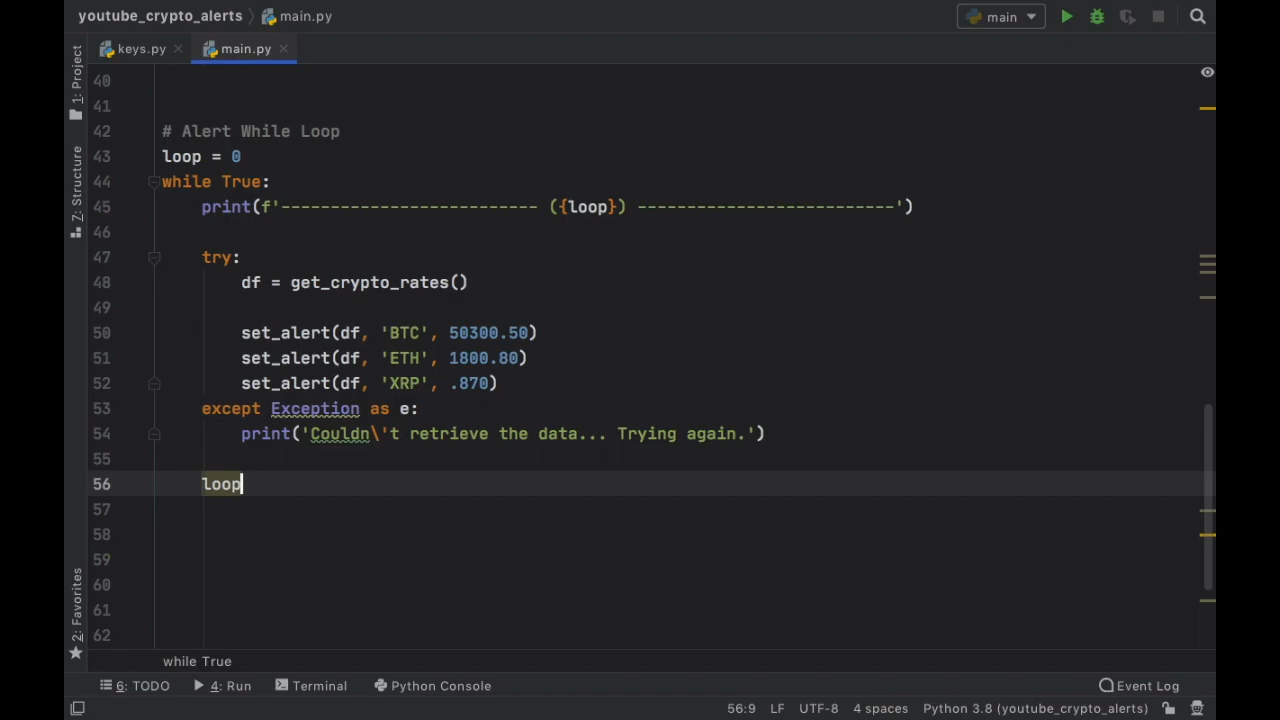 youtube_crypto_alerts main.py
main
keys.py main.py
1: Project
7: Structure
2: Favorites
40
41
42 # Alert While Loop
43 loop = 0
44 while True:
45 print(f'-------------------------- ({loop}) --------------------------')
46
47 try:
48 df = get_crypto_rates()
49
50 set_alert(df, 'BTC', 50300.50)
51 set_alert(df, 'ETH', 1800.80)
52 set_alert(df, 'XRP', .870)
53 except Exception as e:
54 print('Couldn\'t retrieve the data... Trying again.')
55
56 loop
57
58
59
60
61
62
while True
6: TODO 4: Run Terminal Python Console Event Log
56:9 LF UTF-8 4 spaces Python 3.8 (youtube_crypto_alerts)